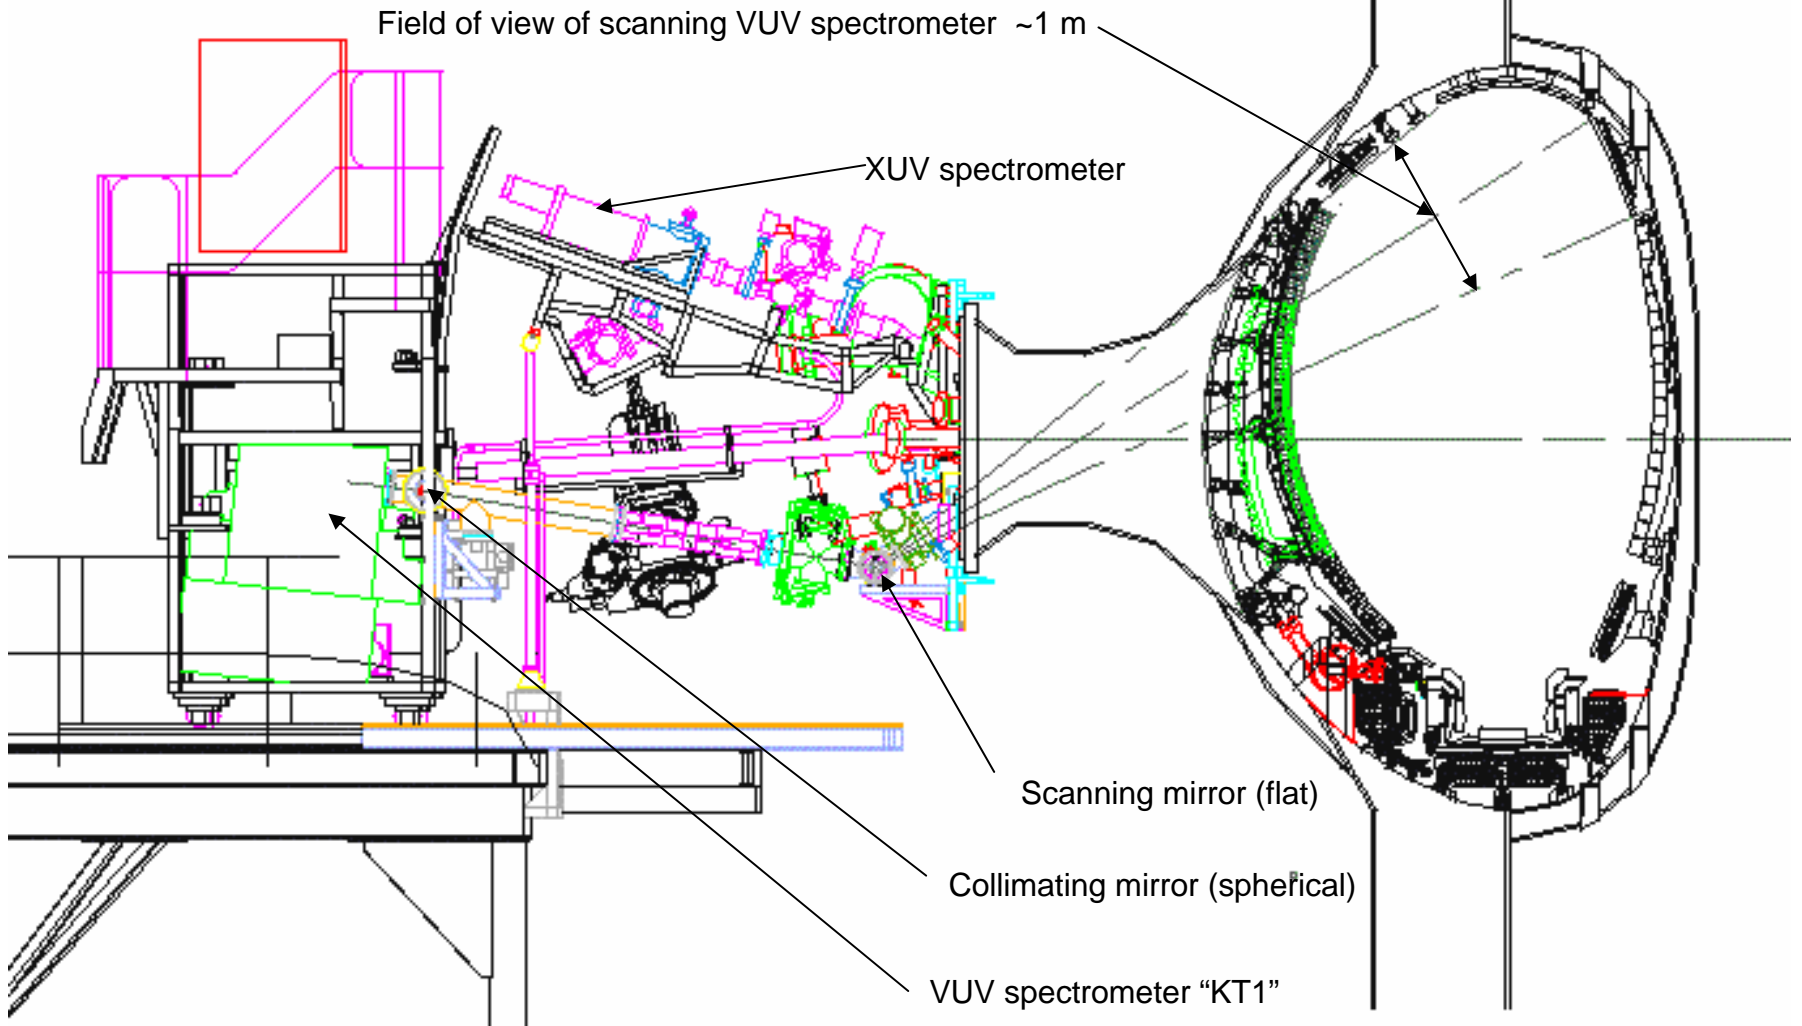 Field of view of scanning VUV spectrometer ~1 m
XUV spectrometer
Scanning mirror (flat)
Collimating mirror (spherical)
VUV spectrometer “KT1”